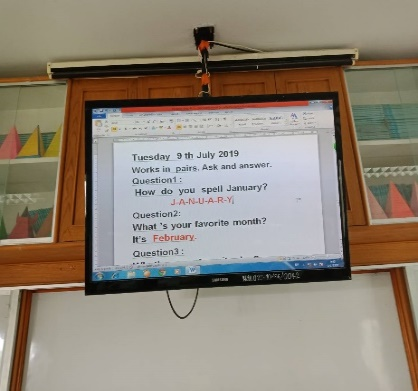 Tuesday 9 th July 2019
Works in pairs. Ask and answer.
Question1 :
How do you spell January?
J-A-N-U-A-R-Y
Question2:
What 's your favorite month?
It's February.
Question3 :